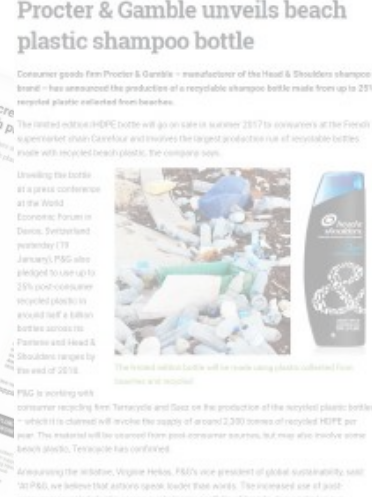 Procter & Gamble unveils beach
plastic shampoo bottle
Consumer goods firm Procter & Gamble – manufacturer of the Head & Shoulders shampoo
brand – has announced the production of a recyclable shampoo bottle made from up to 25%
recycled plastic collected from beaches.
The limited edition HDPE bottle will go on sale in summer 2017 to consumers at the French
supermarket chain Carrefour and involves the largest production run of recyclable bottles
made with recycled beach plastic, the company says.
Unveiling the bottle
at a press conference
at the World
Economic Forum in
Davos, Switzerland
yesterday (19
January), P&G also
pledged to use up to
25% post-consumer
recycled plastic in
around half a billion
bottles across its
Pantene and Head &
Shoulders ranges by
the end of 2018.
head &
shoulders
&
The limited edition bottle will be made using plastic collected from
beaches and recycled
P&G is working with
consumer recycling firm Terracycle and Suez on the production of the recycled plastic bottles
– which it is claimed will involve the supply of around 2,300 tonnes of recycled HDPE per
year. The material will be sourced from post-consumer sources, but may also involve some
beach plastic, Terracycle has confirmed.
Announcing the initiative, Virginie Helias, P&G's vice president of global sustainability, said:
"At P&G, we believe that actions speak louder than words. The increased use of post-